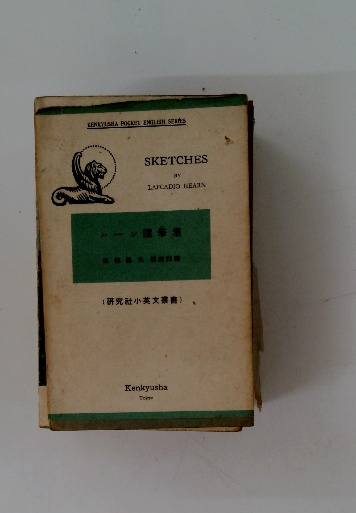 KENKYUSHA POCKET ENGLISH SERIES
SKETCHES
BY
LAFCADIO HEARN
ハーン随筆集
(研究社小英文叢書)
Kenkyusha
Tokyo